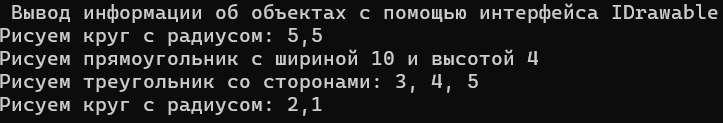 Вывод информации об объектах с помощью интерфейса IDrawable
Рисуем круг с радиусом: 5,5
Рисуем прямоугольник с шириной 10 и высотой 4
Рисуем треугольник со сторонами: 3, 4, 5
Рисуем круг с радиусом: 2,1